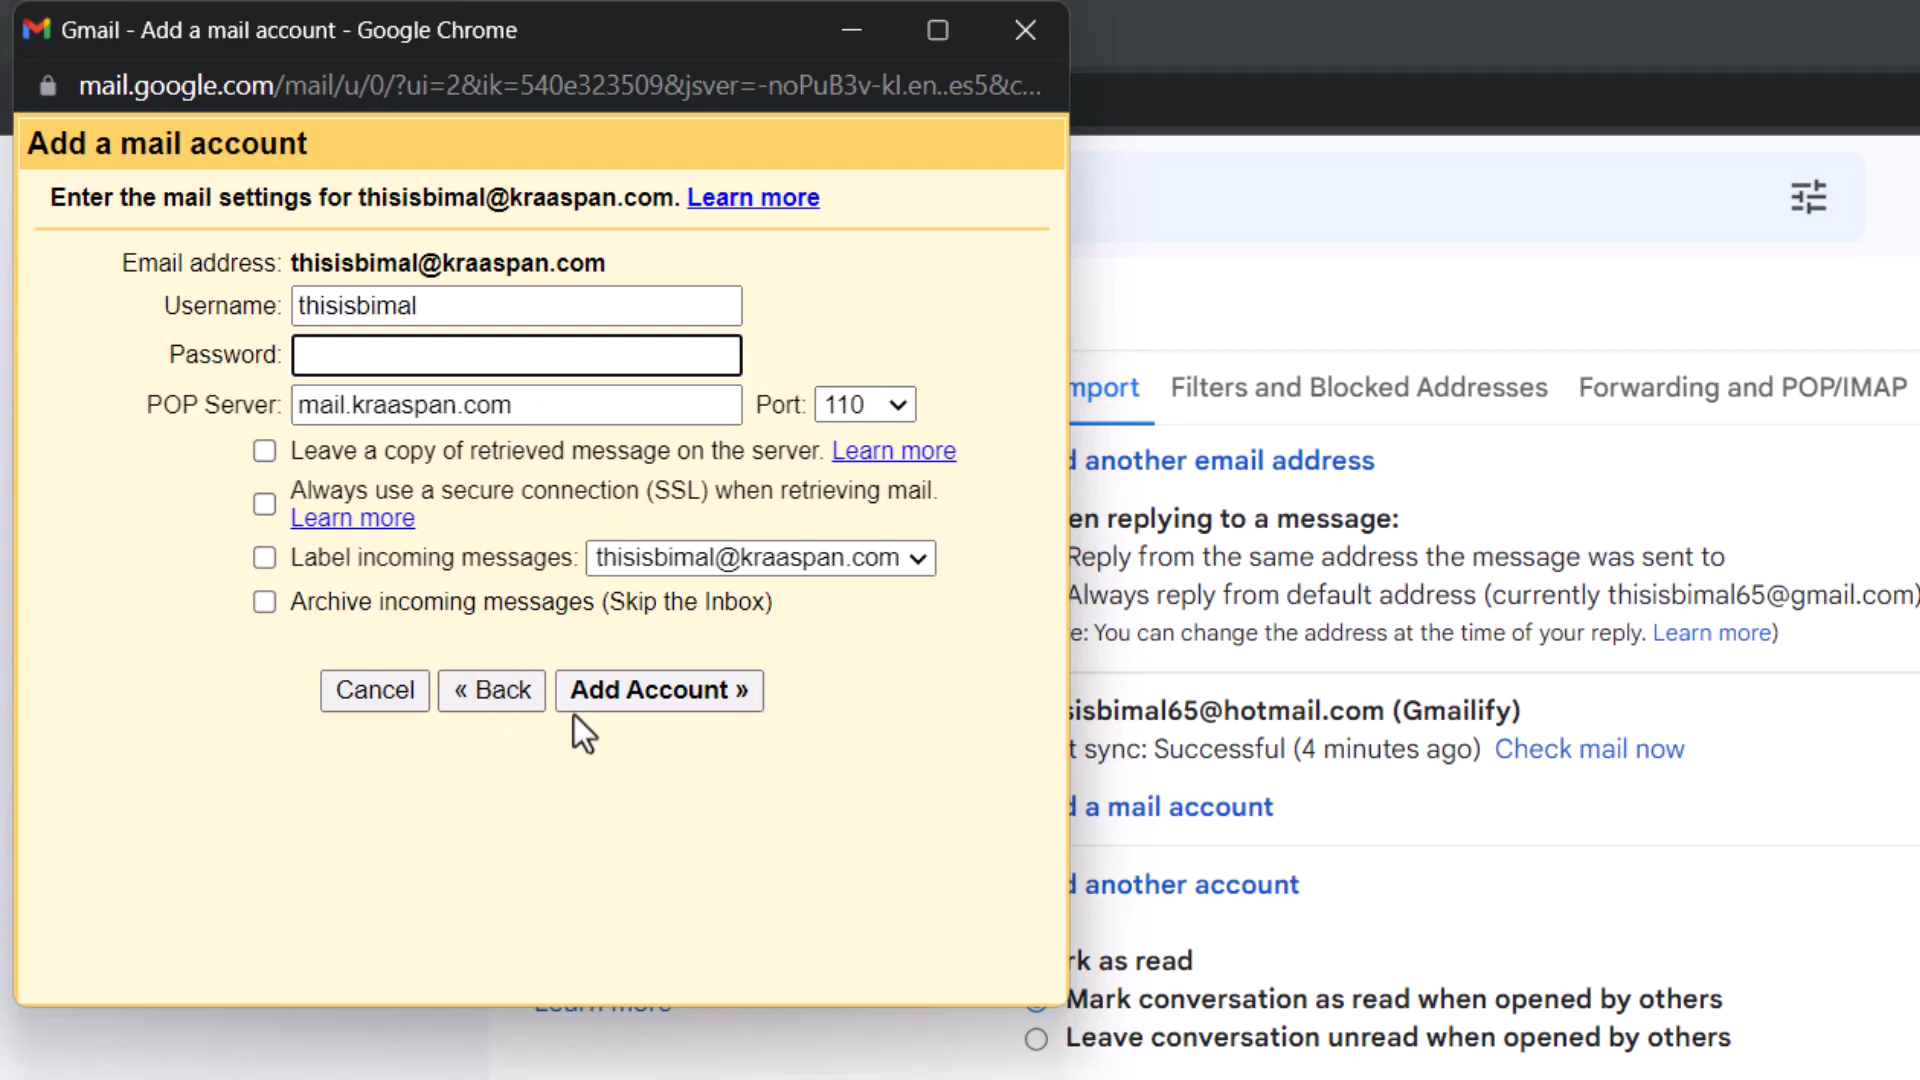 Gmail - Add a mail account - Google Chrome
mail.google.com/mail/u/0/?ui=2&ik=540e323509&jsver=-noPuB3v-kI.en..es5&c...
Add a mail account
Enter the mail settings for thisisbimal@kraaspan.com. Learn more
Email address: thisisbimal@kraaspan.com
Username: thisisbimal
Password:
POP Server: mail.kraaspan.com Port: 110
Leave a copy of retrieved message on the server. Learn more
Always use a secure connection (SSL) when retrieving mail.
Learn more
Label incoming messages: thisisbimal@kraaspan.com
Archive incoming messages (Skip the Inbox)
Cancel « Back Add Account »
mport Filters and Blocked Addresses Forwarding and POP/IMAP
d another email address
en replying to a message:
Reply from the same address the message was sent to
Always reply from default address (currently thisisbimal65@gmail.com)
e: You can change the address at the time of your reply. Learn more)
sisbimal65@hotmail.com (Gmailify)
t sync: Successful (4 minutes ago) Check mail now
d a mail account
d another account
rk as read
Learn more
Mark conversation as read when opened by others
Leave conversation unread when opened by others